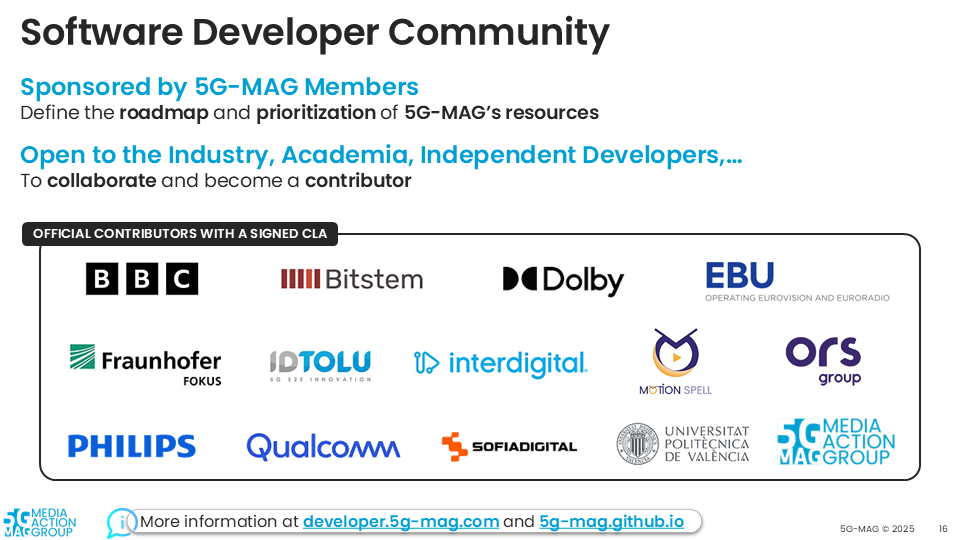 Software Developer Community
Sponsored by 5G-MAG Members
Define the roadmap and prioritization of 5G-MAG’s resources
Open to the Industry, Academia, Independent Developers,…
To collaborate and become a contributor
OFFICIAL CONTRIBUTORS WITH A SIGNED CLA
BBC
Bitstem
Dolby
EBU
OPERATING EUROVISION AND EURORADIO
Fraunhofer
FOKUS
IDTOLU
5G E2E INNOVATION
interdigital.
MOTION SPELL
ors
group
PHILIPS
Qualcomm
SOFIADIGITAL
UNIVERSITAT
POLITÈCNICA
DE VALÈNCIA
5G MEDIA
ACTION
MAG GROUP
5G MEDIA
ACTION
MAG GROUP
More information at developer.5g-mag.com and 5g-mag.github.io
5G-MAG © 2025
16